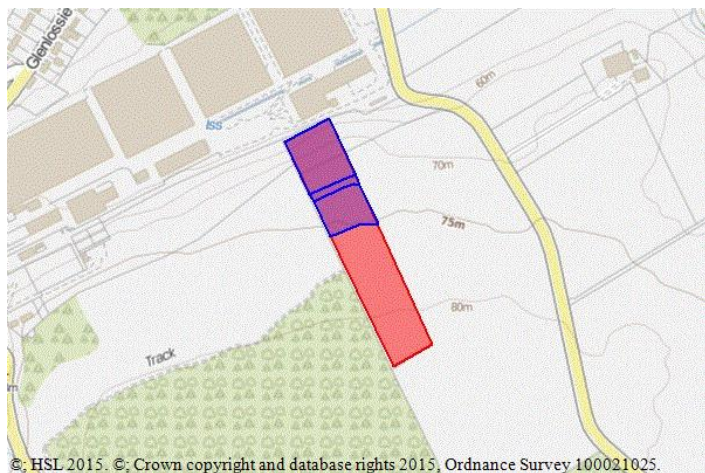 Glenlossie
60m
Iss
70m
75m
80m
Track
©; HSL 2015. ©; Crown copyright and database rights 2015, Ordnance Survey 100021025.